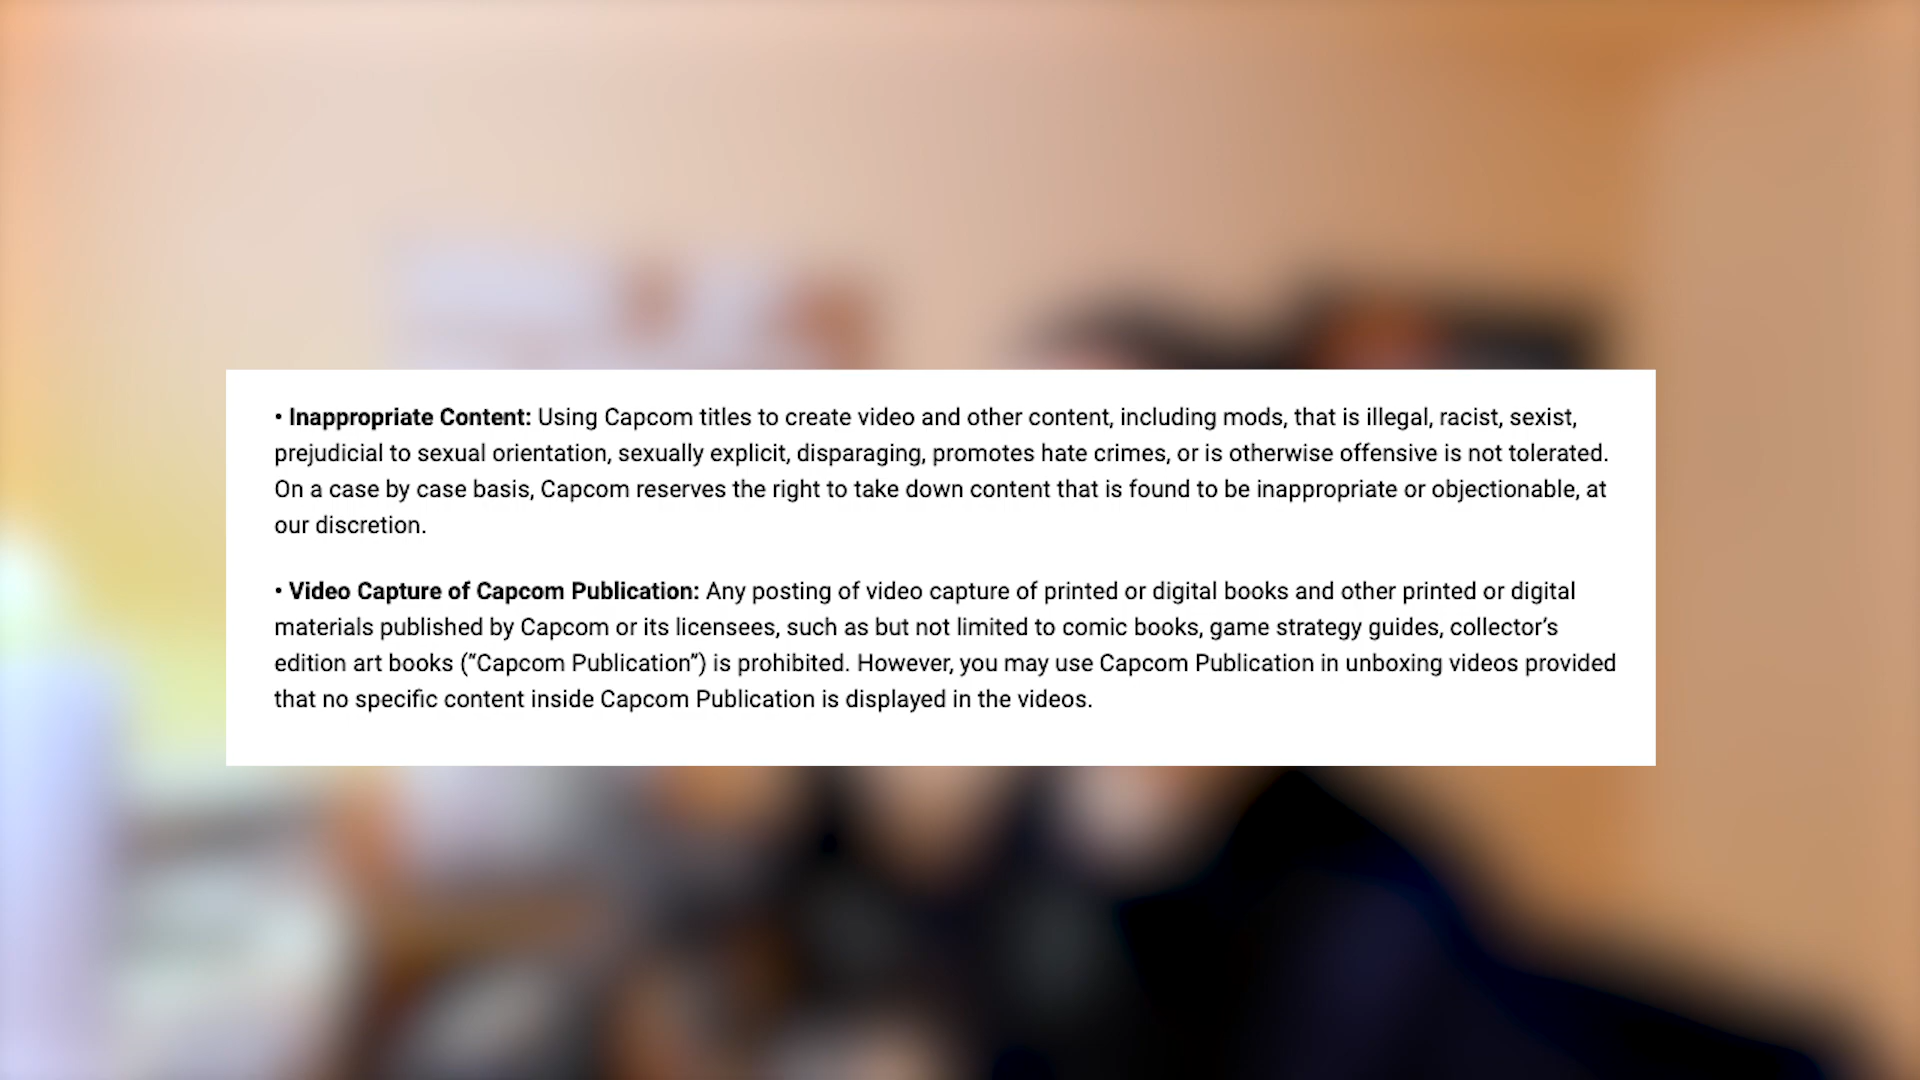 • Inappropriate Content: Using Capcom titles to create video and other content, including mods, that is illegal, racist, sexist,
prejudicial to sexual orientation, sexually explicit, disparaging, promotes hate crimes, or is otherwise offensive is not tolerated.
On a case by case basis, Capcom reserves the right to take down content that is found to be inappropriate or objectionable, at
our discretion.
• Video Capture of Capcom Publication: Any posting of video capture of printed or digital books and other printed or digital
materials published by Capcom or its licensees, such as but not limited to comic books, game strategy guides, collector’s
edition art books (“Capcom Publication”) is prohibited. However, you may use Capcom Publication in unboxing videos provided
that no specific content inside Capcom Publication is displayed in the videos.